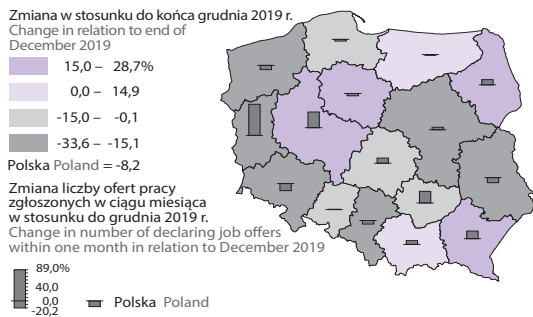 Zmiana w stosunku do końca grudnia 2019 r.
Change in relation to end of
December 2019
15,0 – 28,7%
0,0 – 14,9
-15,0 – -0,1
-33,6 – -15,1
Polska Poland = -8,2
Zmiana liczby ofert pracy
zgłoszonych w ciągu miesiąca
w stosunku do grudnia 2019 r.
Change in number of declaring job offers
within one month in relation to December 2019
89,0%
40,0
0,0
-20,2
Polska Poland